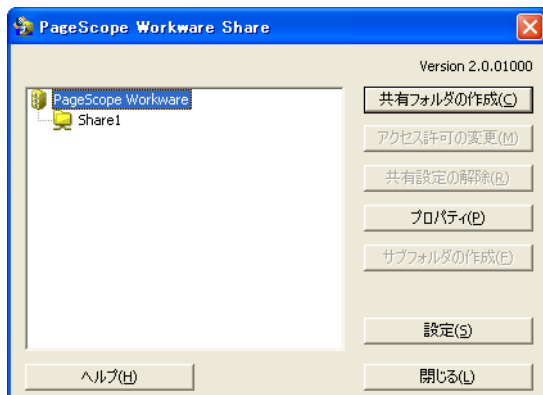 PageScope Workware Share
Version 2.0.01000
PageScope Workware
Share1
共有フォルダの作成(C)
アクセス許可の変更(M)
共有設定の解除(R)
プロパティ(P)
サブフォルダの作成(F)
設定(S)
ヘルプ(H)
閉じる(L)